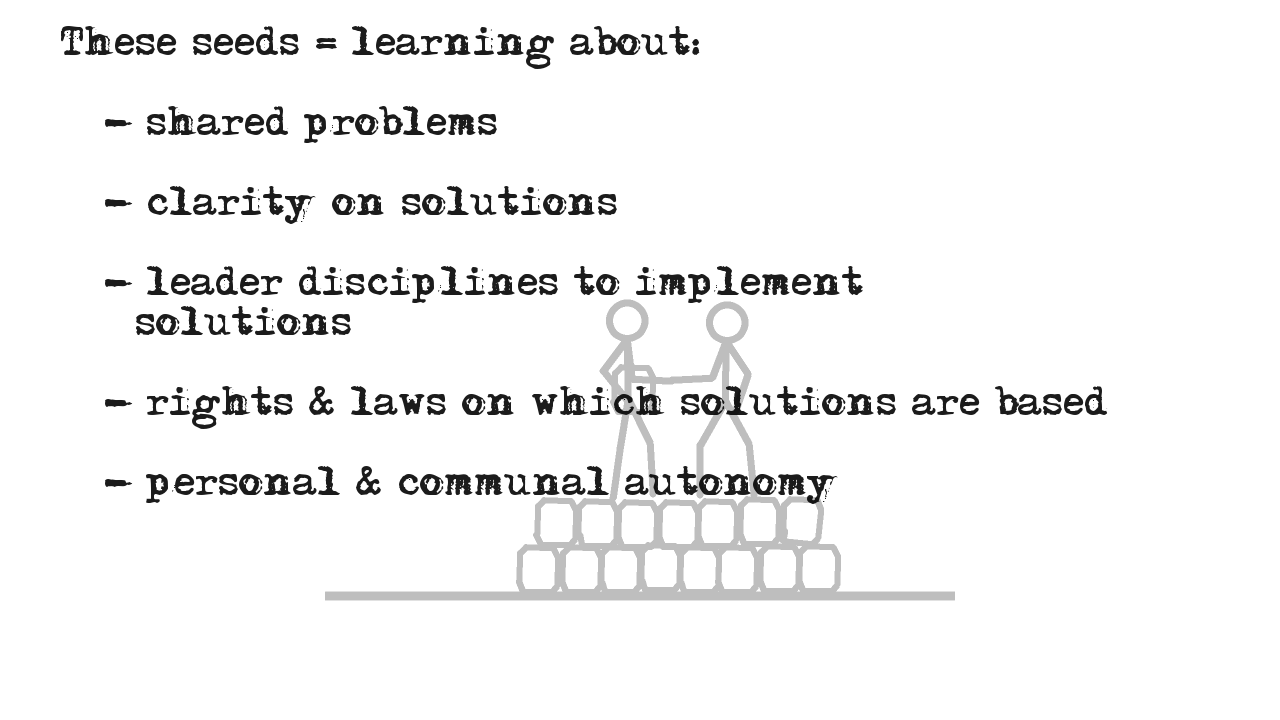 These seeds = learning about:
- shared problems
- clarity on solutions
- leader disciplines to implement
solutions
- rights & laws on which solutions are based
- personal & communal autonomy